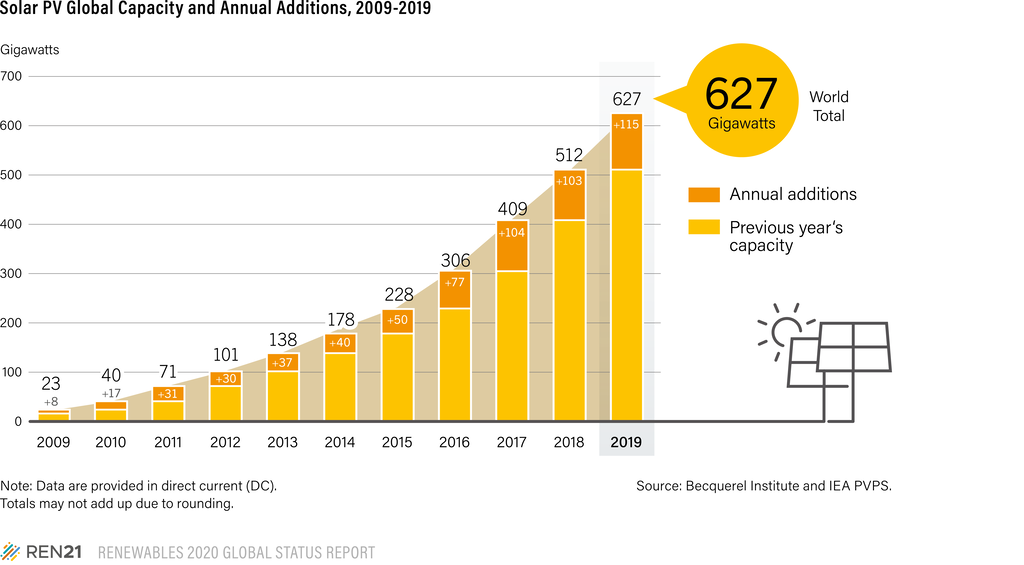 Solar PV Global Capacity and Annual Additions, 2009-2019
Gigawatts
700
600
500
400
300
200
100
0
23
+8
40
+17
71
+31
101
+30
138
+37
178
+40
228
+50
306
+77
409
+104
512
+103
627
+115
2009 2010 2011 2012 2013 2014 2015 2016 2017 2018 2019
627
Gigawatts
World
Total
Annual additions
Previous year's
capacity
Note: Data are provided in direct current (DC).
Totals may not add up due to rounding.
Source: Becquerel Institute and IEA PVPS.
REN21 RENEWABLES 2020 GLOBAL STATUS REPORT